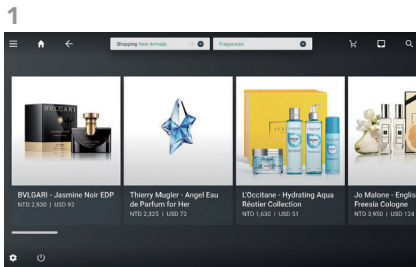 1
Shopping New Arrivals
Fragrances
BVLGARI
BVLGARI - Jasmine Noir EDP
NTD 2,930 | USD 92
Thierry Mugler - Angel Eau
de Parfum for Her
NTD 2,325 | USD 72
L'Occitane - Hydrating Aqua
Réotier Collection
NTD 1,630 | USD 51
Jo Malone - Englis
Freesia Cologne
NTD 3,950 | USD 124